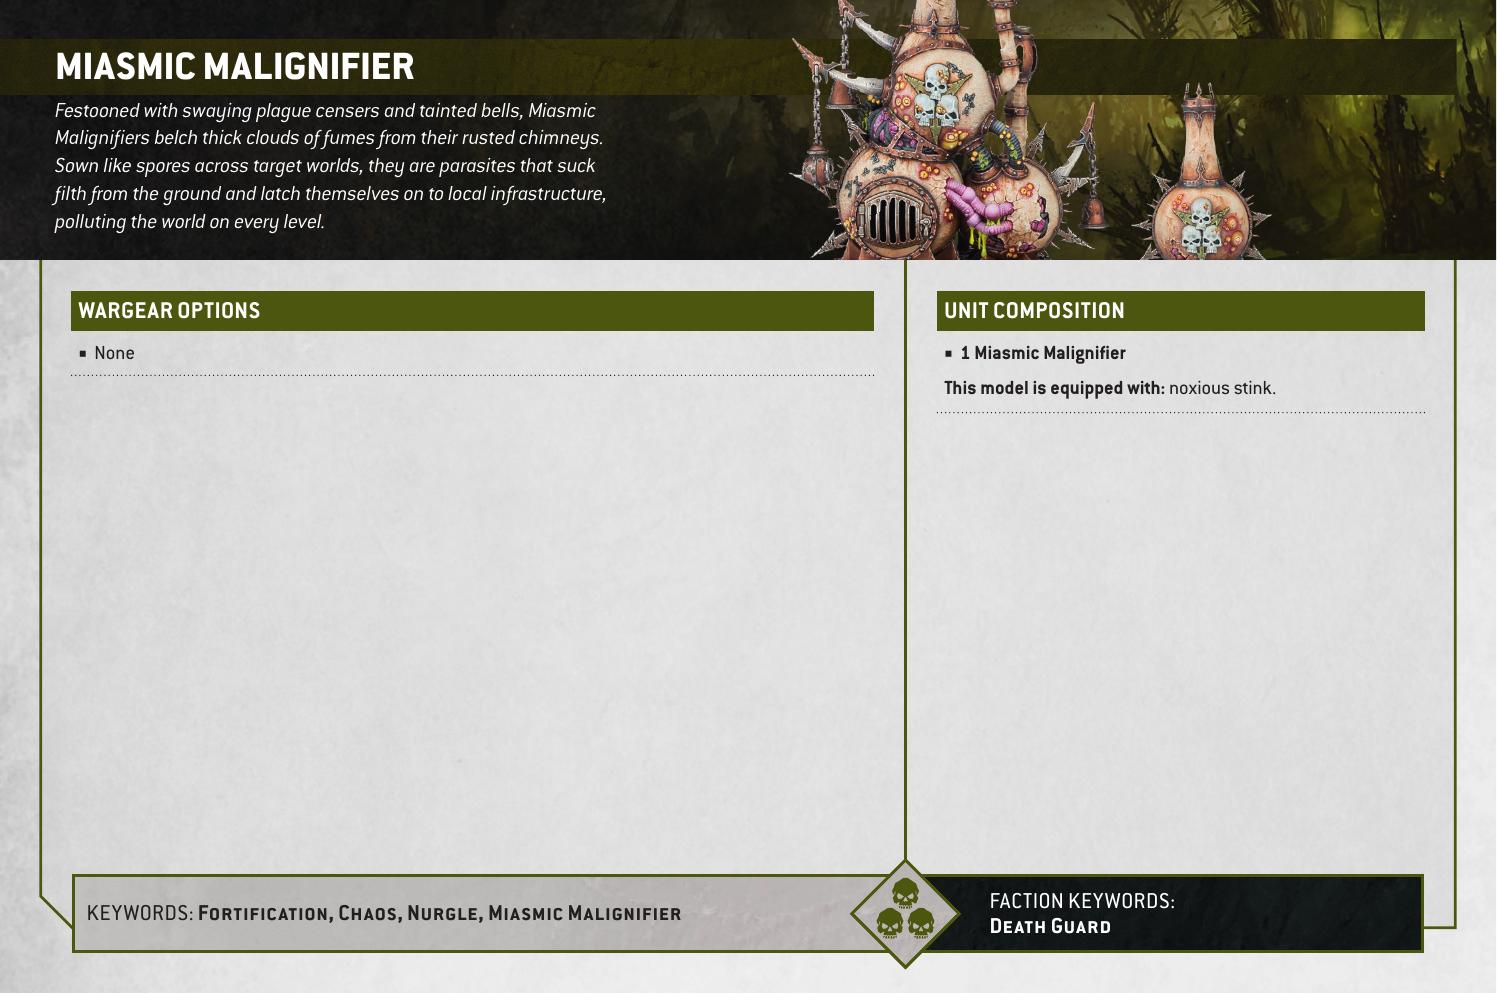 MIASMIC MALIGNIFIER
Festooned with swaying plague censers and tainted bells, Miasmic
Malignifiers belch thick clouds of fumes from their rusted chimneys.
Sown like spores across target worlds, they are parasites that suck
filth from the ground and latch themselves on to local infrastructure,
polluting the world on every level.
WARGEAR OPTIONS
▪ None
UNIT COMPOSITION
▪ 1 Miasmic Malignifier
This model is equipped with: noxious stink.
KEYWORDS: Fortification, Chaos, Nurgle, Miasmic Malignifier
FACTION KEYWORDS:
Death Guard